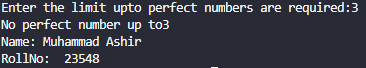 Enter the limit upto perfect numbers are required:3
No perfect number up to3
Name: Muhammad Ashir
RollNo:  23548